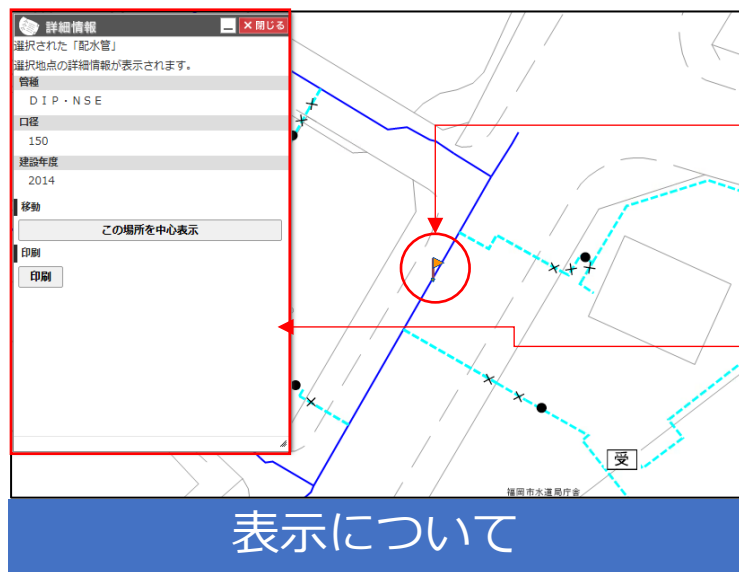 詳細情報
×閉じる
選択された「配水管」
選択地点の詳細情報が表示されます。
管種
ＤＩＰ・ＮＳＥ
口径
150
建設年度
2014
移動
この場所を中心表示
印刷
印刷
受
福岡市水道局庁舎
表示について